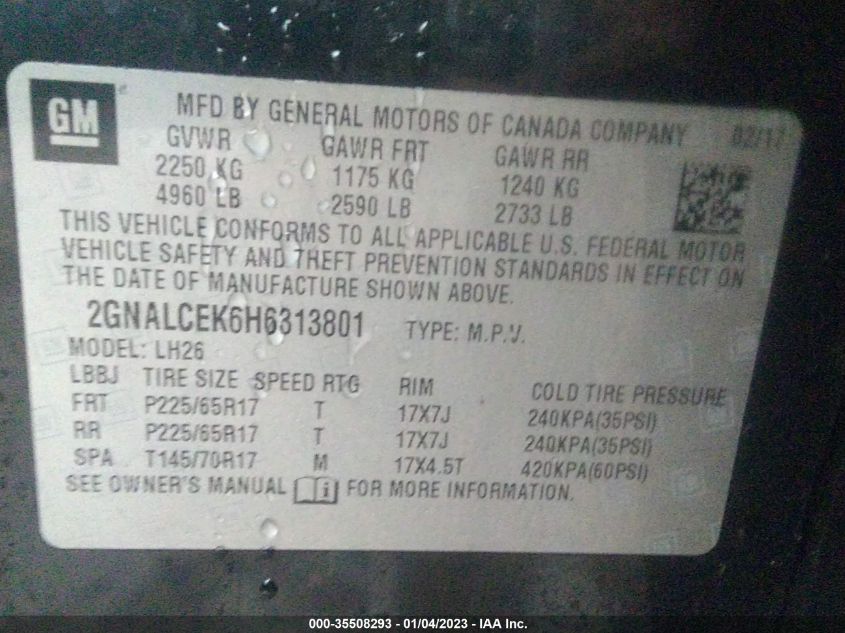 GM
MFD BY GENERAL MOTORS OF CANADA COMPANY 02/17
GVWR GAWR FRT GAWR RR
2250 KG 1175 KG 1240 KG
4960 LB 2590 LB 2733 LB
THIS VEHICLE CONFORMS TO ALL APPLICABLE U.S. FEDERAL MOTOR
VEHICLE SAFETY AND THEFT PREVENTION STANDARDS IN EFFECT ON
THE DATE OF MANUFACTURE SHOWN ABOVE.
2GNALCEK6H6313801 TYPE: M.P.V.
MODEL: LH26
LBBJ TIRE SIZE SPEED RTG RIM COLD TIRE PRESSURE
FRT P225/65R17 T 17X7J 240KPA(35PSI)
RR P225/65R17 T 17X7J 240KPA(35PSI)
SPA T145/70R17 M 17X4.5T 420KPA(60PSI)
SEE OWNER'S MANUAL i FOR MORE INFORMATION.
000-35508293 - 01/04/2023 - IAA Inc.